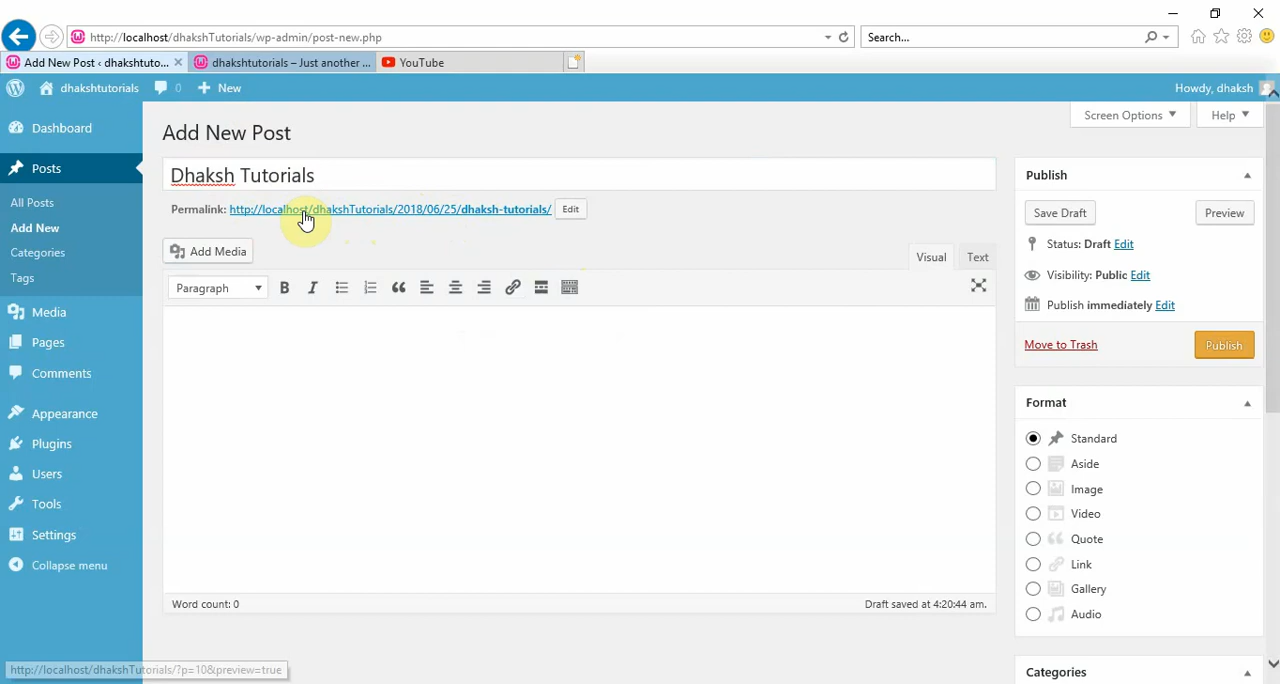 http://localhost/dhakshTutorials/wp-admin/post-new.php
Search...
Add New Post ‹ dhakshtuto...
dhakshtutorials – Just another ...
YouTube
dhakshtutorials
0
New
Howdy, dhaksh
Screen Options
Help
Dashboard
Posts
All Posts
Add New
Categories
Tags
Media
Pages
Comments
Appearance
Plugins
Users
Tools
Settings
Collapse menu
Add New Post
Dhaksh Tutorials
Permalink: http://localhost/dhakshTutorials/2018/06/25/dhaksh-tutorials/ Edit
Add Media
Visual
Text
Paragraph
B I
Word count: 0
Draft saved at 4:20:44 am.
Publish
Save Draft
Preview
Status: Draft Edit
Visibility: Public Edit
Publish immediately Edit
Move to Trash
Publish
Format
Standard
Aside
Image
Video
Quote
Link
Gallery
Audio
Categories
http://localhost/dhakshTutorials/?p=10&preview=true